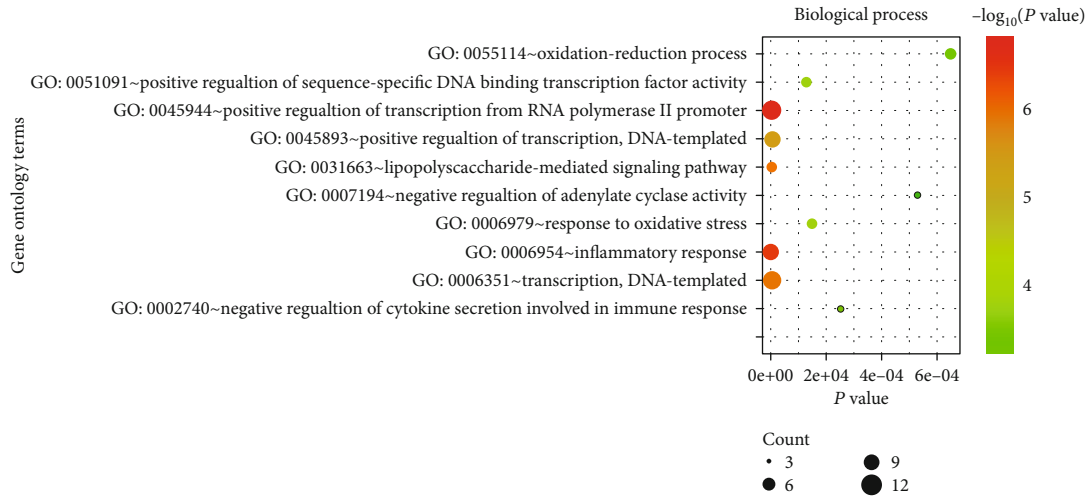 Biological process
–log10(P value)
Gene ontology terms
GO: 0055114~oxidation-reduction process
GO: 0051091~positive regualtion of sequence-specific DNA binding transcription factor activity
GO: 0045944~positive regualtion of transcription from RNA polymerase II promoter
GO: 0045893~positive regualtion of transcription, DNA-templated
GO: 0031663~lipopolyscaccharide-mediated signaling pathway
GO: 0007194~negative regualtion of adenylate cyclase activity
GO: 0006979~response to oxidative stress
GO: 0006954~inflammatory response
GO: 0006351~transcription, DNA-templated
GO: 0002740~negative regualtion of cytokine secretion involved in immune response
6
5
4
0e+00 2e+04 4e–04 6e–04
P value
Count
3 9
6 12